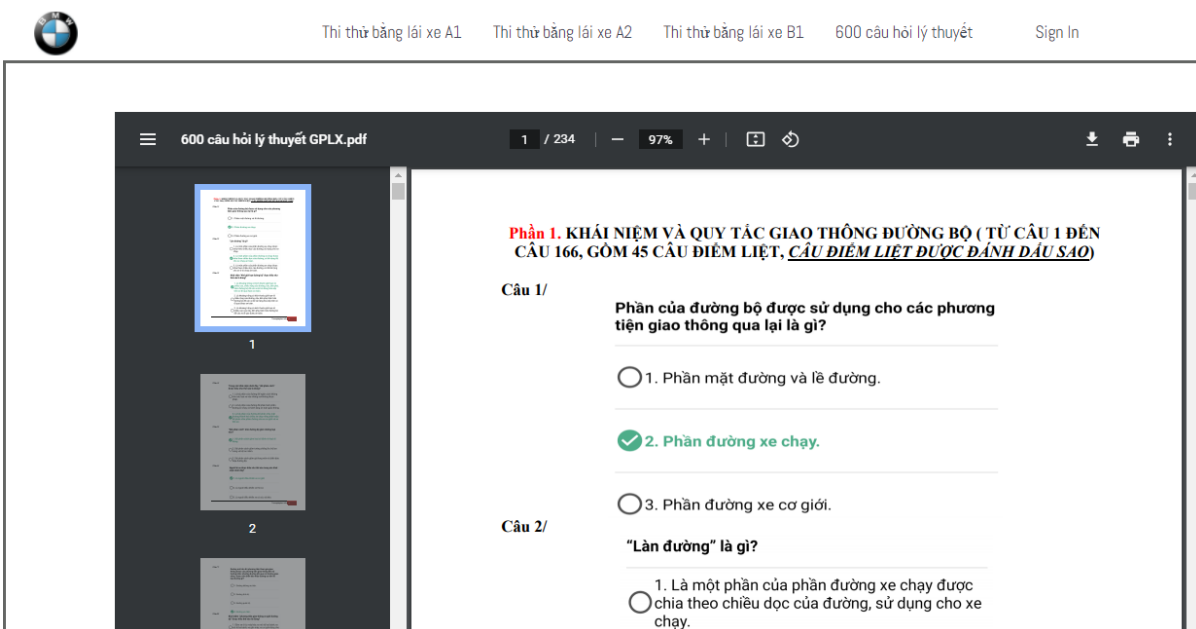 BMW
Thi thử bằng lái xe A1 Thi thử bằng lái xe A2 Thi thử bằng lái xe B1 600 câu hỏi lý thuyết Sign In
600 câu hỏi lý thuyết GPLX.pdf 1 / 234 97%
Phần 1. KHÁI NIỆM VÀ QUY TẮC GIAO THÔNG ĐƯỜNG BỘ ( TỪ CÂU 1 ĐẾN
CÂU 166, GỒM 45 CÂU ĐIỂM LIỆT, CÂU ĐIỂM LIỆT ĐƯỢC ĐÁNH DẤU SAO)
Câu 1/
Phần của đường bộ được sử dụng cho các phương
tiện giao thông qua lại là gì?
1. Phần mặt đường và lề đường.
2. Phần đường xe chạy.
3. Phần đường xe cơ giới.
Câu 2/
“Làn đường” là gì?
1. Là một phần của phần đường xe chạy được
chia theo chiều dọc của đường, sử dụng cho xe
chạy.
1
2